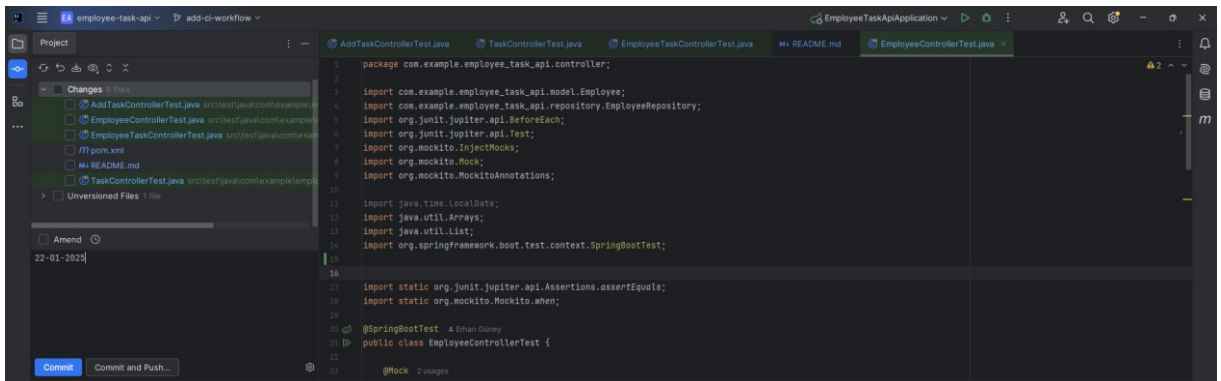 EA employee-task-api add-ci-workflow EmployeeTaskApiApplication
Project
AddTaskControllerTest.java TaskControllerTest.java EmployeeTaskControllerTest.java M↓ README.md EmployeeControllerTest.java
Changes 6 files
AddTaskControllerTest.java src\test\java\com\example\
EmployeeControllerTest.java src\test\java\com\example\
EmployeeTaskControllerTest.java src\test\java\com\exam
m pom.xml
M↓ README.md
TaskControllerTest.java src\test\java\com\example\emplo
Unversioned Files 1 file
Amend
22-01-2025
Commit Commit and Push...
1 package com.example.employee_task_api.controller;
2
3 import com.example.employee_task_api.model.Employee;
4 import com.example.employee_task_api.repository.EmployeeRepository;
5 import org.junit.jupiter.api.BeforeEach;
6 import org.junit.jupiter.api.Test;
7 import org.mockito.InjectMocks;
8 import org.mockito.Mock;
9 import org.mockito.MockitoAnnotations;
10
11 import java.time.LocalDate;
12 import java.util.Arrays;
13 import java.util.List;
14 import org.springframework.boot.test.context.SpringBootTest;
15
16
17 import static org.junit.jupiter.api.Assertions.assertEquals;
18 import static org.mockito.Mockito.when;
19
20 @SpringBootTest Erhan Güney
21 public class EmployeeControllerTest {
22
23 @Mock 2 usages
2
m